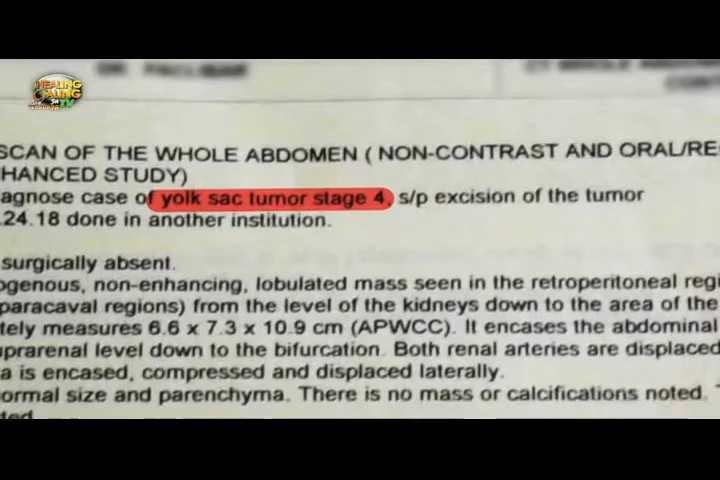 HEALING
GALING
SA TV
SCAN OF THE WHOLE ABDOMEN ( NON-CONTRAST AND ORAL/RE
HANCED STUDY)
agnose case of yolk sac tumor stage 4, s/p excision of the tumor
.24.18 done in another institution.
surgically absent.
ogenous, non-enhancing, lobulated mass seen in the retroperitoneal regi
paracaval regions) from the level of the kidneys down to the area of the
tely measures 6.6 x 7.3 x 10.9 cm (APWCC). It encases the abdominal
uprarenal level down to the bifurcation. Both renal arteries are displaced
a is encased, compressed and displaced laterally.
ormal size and parenchyma. There is no mass or calcifications noted.
ted